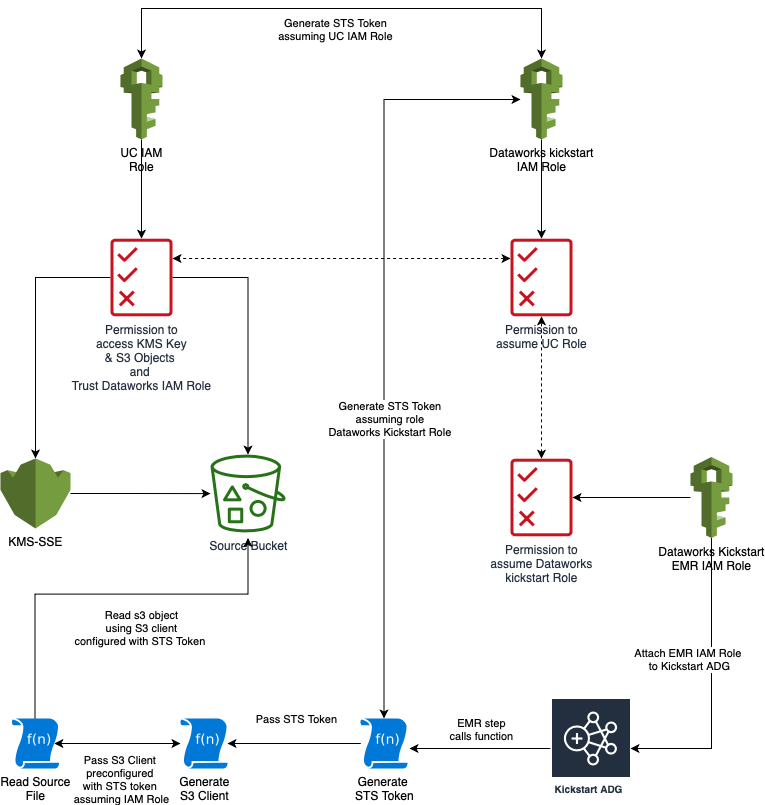 Generate STS Token
assuming UC IAM Role
UC IAM
Role
Dataworks kickstart
IAM Role
Permission to
access KMS Key
& S3 Objects
and
Trust Dataworks IAM Role
Permission to
assume UC Role
Generate STS Token
assuming role
Dataworks Kickstart Role
KMS-SSE
Source Bucket
Permission to
assume Dataworks
kickstart Role
Dataworks Kickstart
EMR IAM Role
Read s3 object
using S3 client
configured with STS Token
Attach EMR IAM Role
to Kickstart ADG
f(n)
Read Source
File
Pass S3 Client
preconfigured
with STS token
assuming IAM Role
f(n)
Generate
S3 Client
Pass STS Token
f(n)
Generate
STS Token
EMR step
calls function
Kickstart ADG